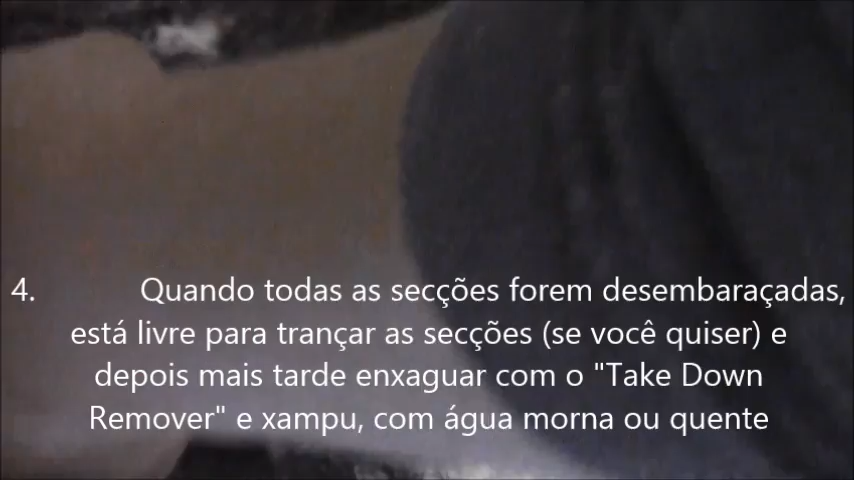 4. Quando todas as secções forem desembaraçadas,
está livre para trançar as secções (se você quiser) e
depois mais tarde enxaguar com o "Take Down
Remover" e xampu, com água morna ou quente